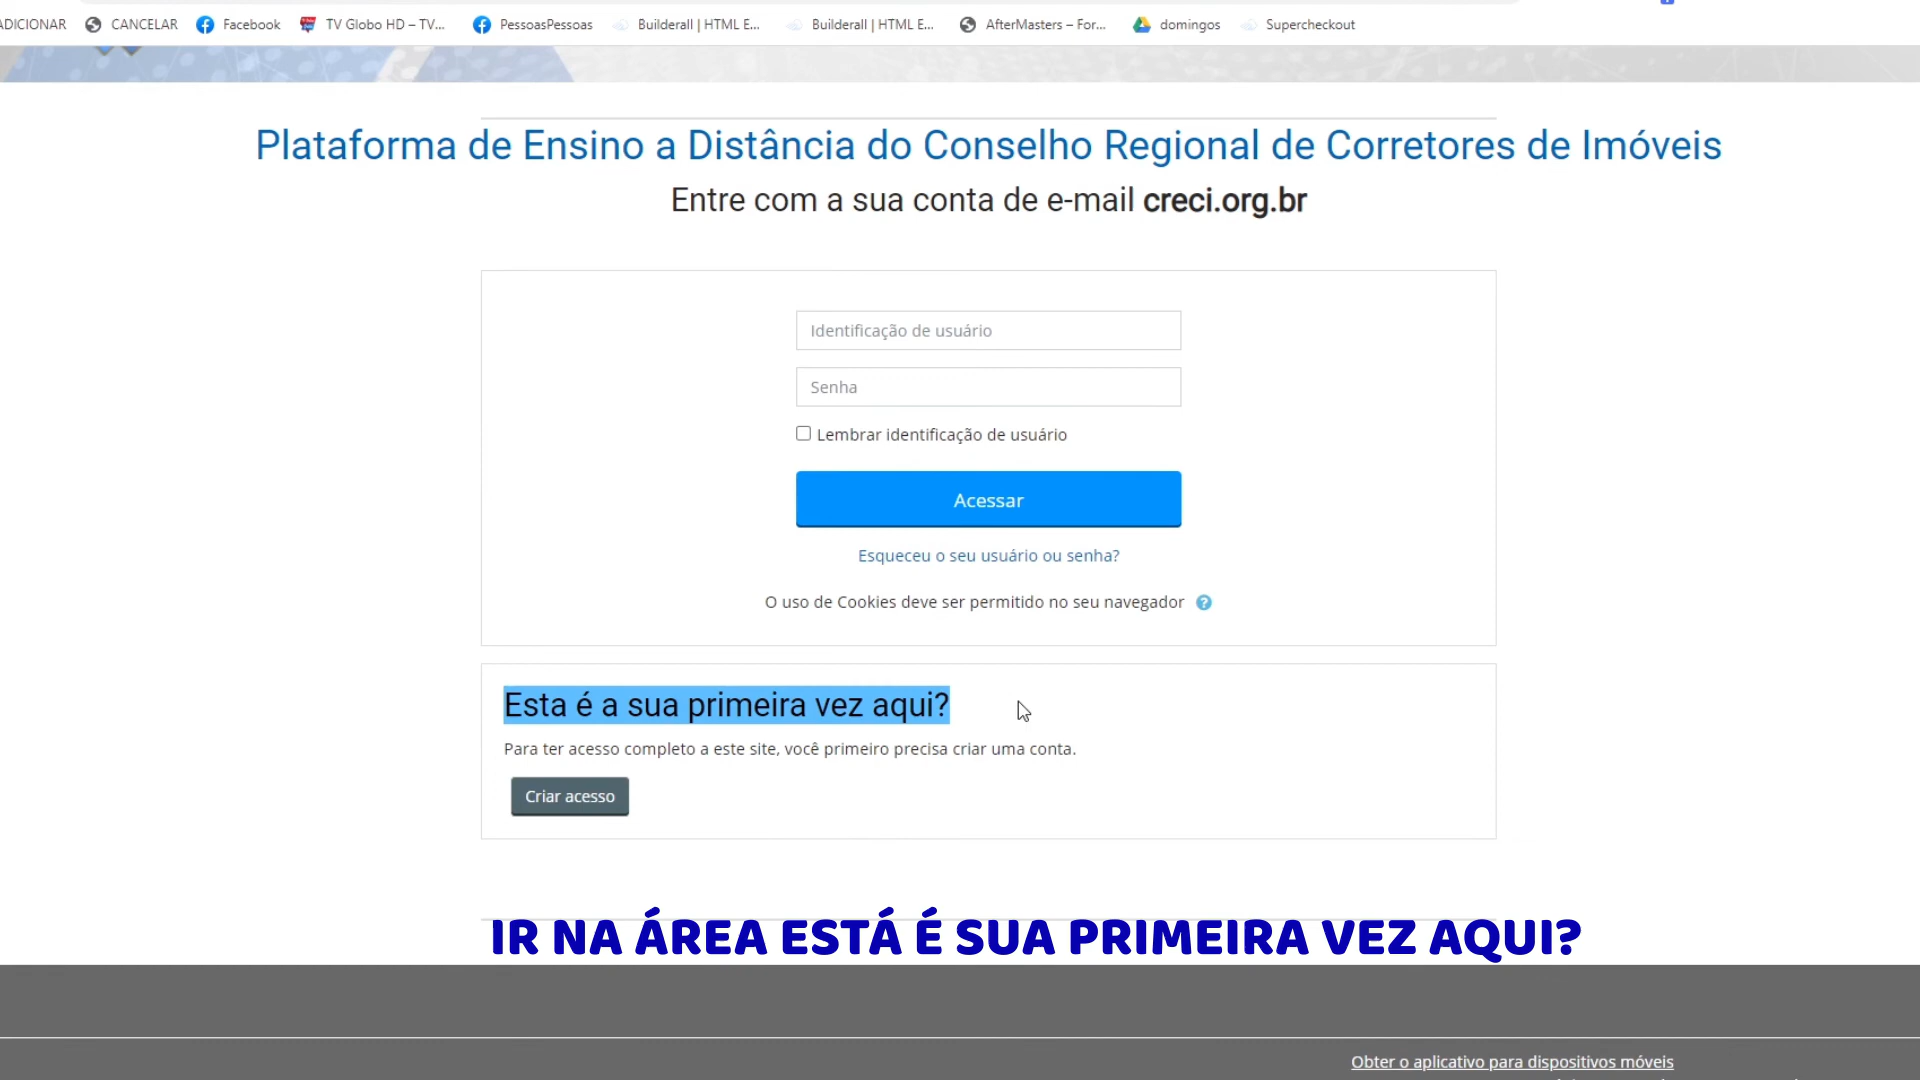 ADICIONAR CANCELAR Facebook TV Globo HD – TV... PessoasPessoas Builderall | HTML E... Builderall | HTML E... AfterMasters – For... domingos Supercheckout
Plataforma de Ensino a Distância do Conselho Regional de Corretores de Imóveis
Entre com a sua conta de e-mail creci.org.br
Identificação de usuário
Senha
Lembrar identificação de usuário
Acessar
Esqueceu o seu usuário ou senha?
O uso de Cookies deve ser permitido no seu navegador ?
Esta é a sua primeira vez aqui?
Para ter acesso completo a este site, você primeiro precisa criar uma conta.
Criar acesso
IR NA ÁREA ESTÁ É SUA PRIMEIRA VEZ AQUI?
Obter o aplicativo para dispositivos móveis